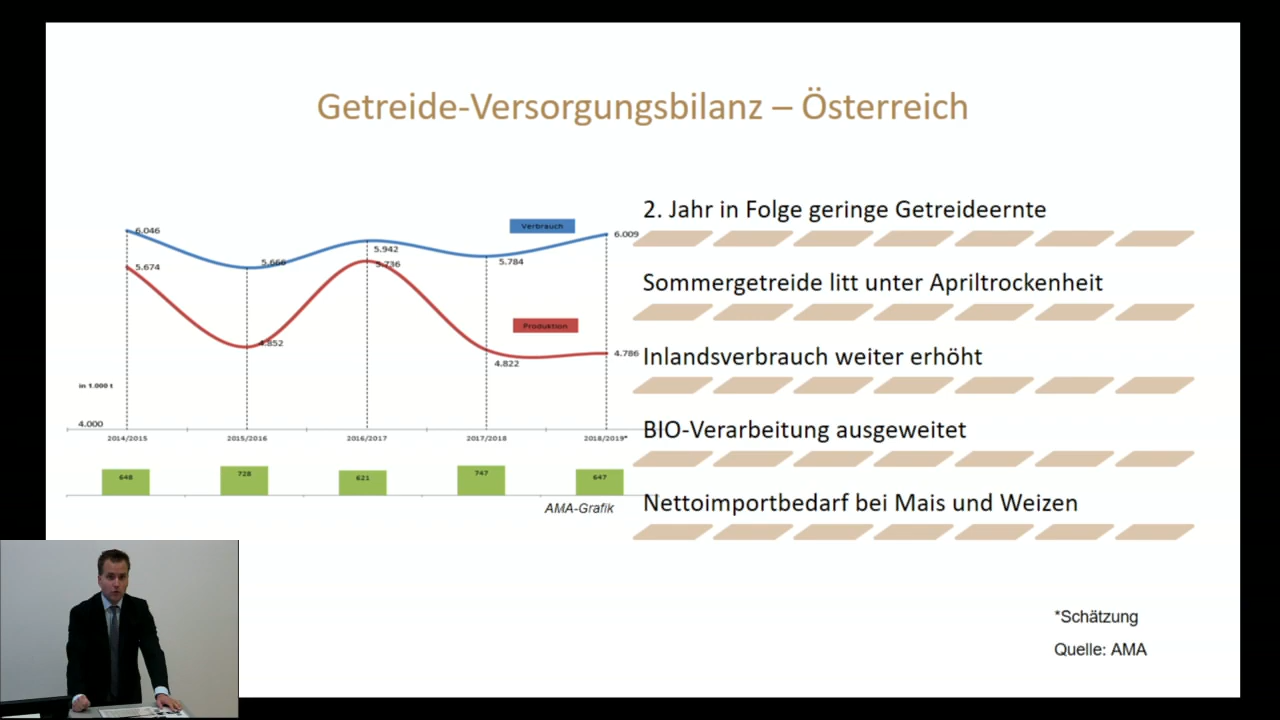 Getreide-Versorgungsbilanz – Österreich
Verbrauch
6.046
5.666
5.942
5.784
6.009
5.674
4.852
5.736
Produktion
4.822
4.786
in 1.000 t
4.000
2014/2015 2015/2016 2016/2017 2017/2018 2018/2019*
648 728 621 747 647
AMA-Grafik
2. Jahr in Folge geringe Getreideernte
Sommergetreide litt unter Apriltrockenheit
Inlandsverbrauch weiter erhöht
BIO-Verarbeitung ausgeweitet
Nettoimportbedarf bei Mais und Weizen
*Schätzung
Quelle: AMA